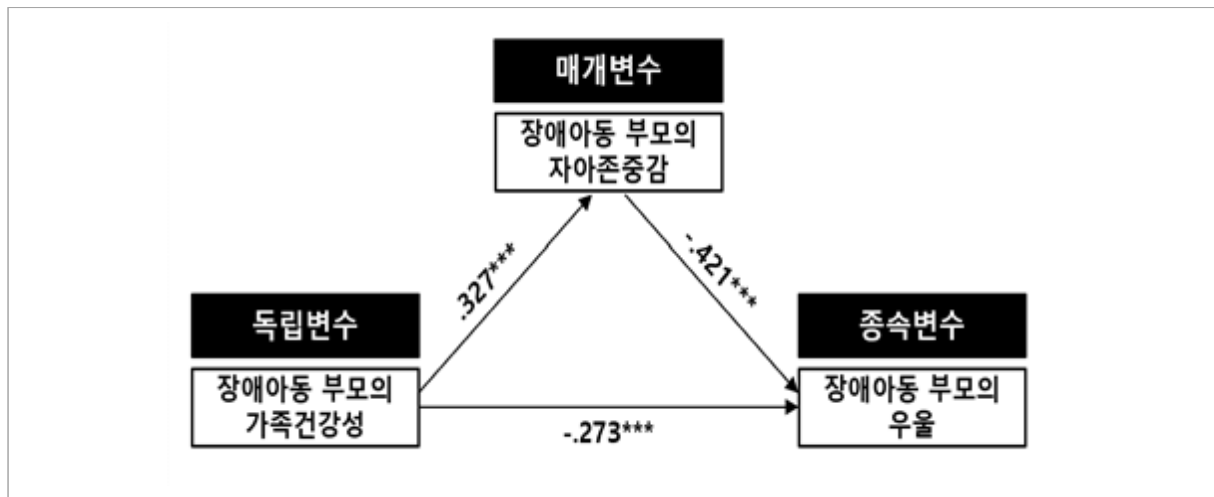 매개변수
장애아동 부모의
자아존중감
.327***
-.421***
독립변수
장애아동 부모의
가족건강성
-.273***
종속변수
장애아동 부모의
우울